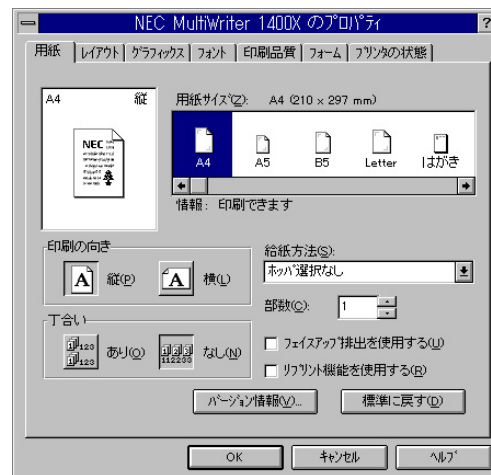 NEC MultiWriter 1400X のプロパティ ?
用紙 レイアウト グラフィックス フォント 印刷品質 フォーム プリンタの状態
A4 縦
NEC
用紙サイズ(Z): A4 (210 × 297 mm)
A4 A5 B5 Letter はがき
情報: 印刷できます
印刷の向き
A 縦(P) A 横(L)
給紙方法(S):
ホッパ選択なし
部数(C): 1
丁合い
123 123 あり(O) 112233 なし(N)
フェイスアップ排出を使用する(U)
リプリント機能を使用する(R)
バージョン情報(V)... 標準に戻す(D)
OK キャンセル ヘルプ